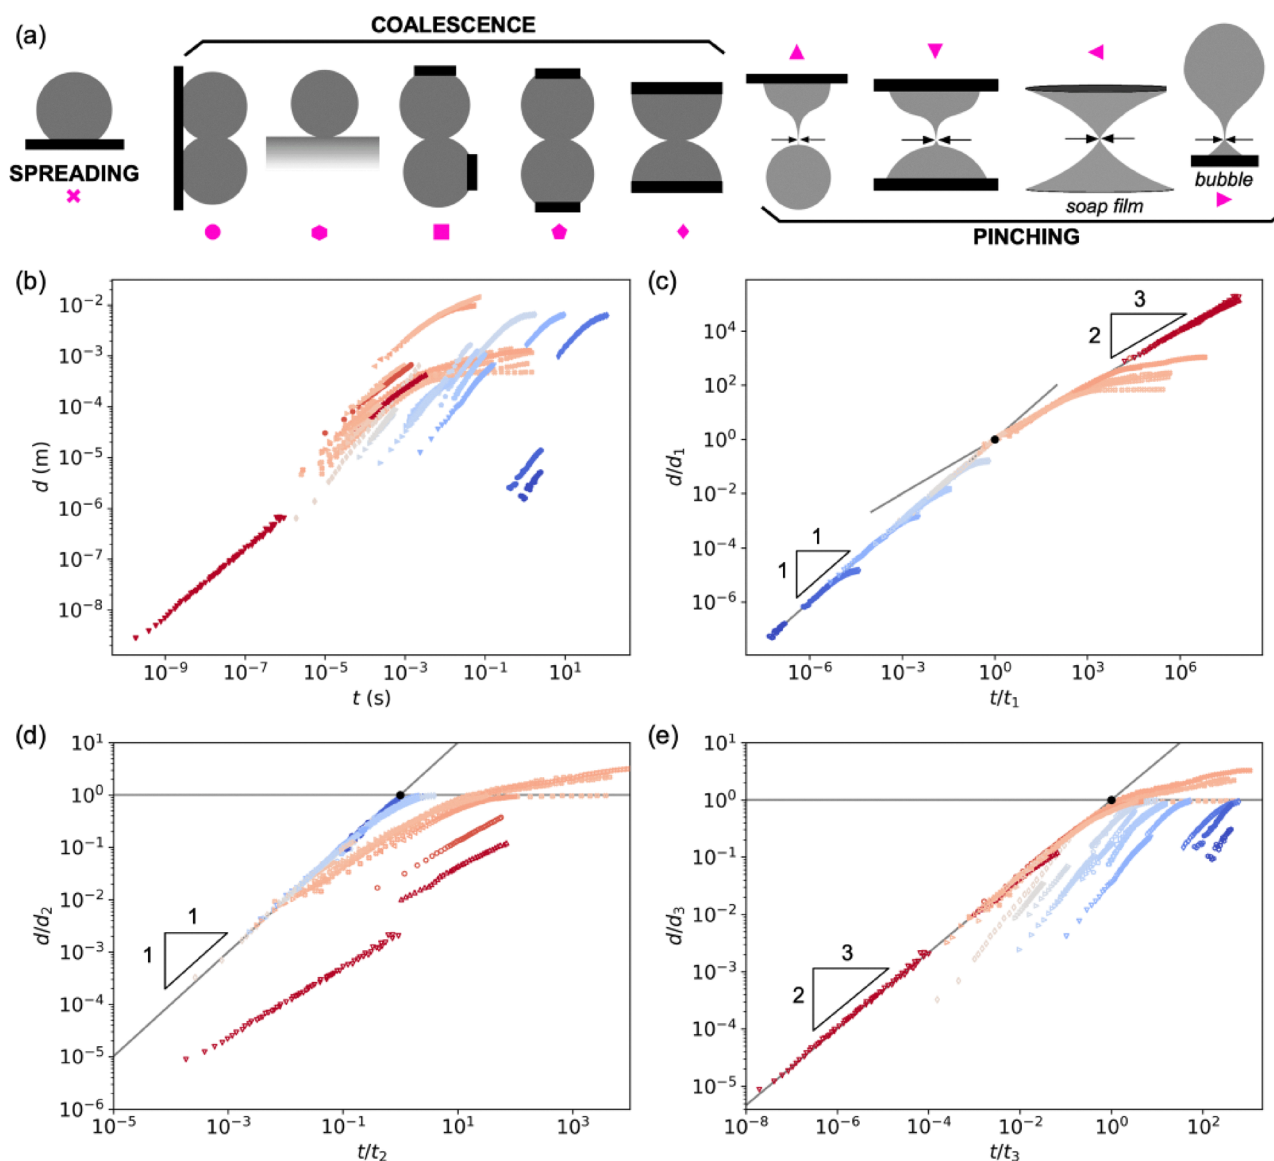 (a)
COALESCENCE
SPREADING
soap film
bubble
PINCHING
(b)
10⁻²
10⁻³
10⁻⁴
10⁻⁵
10⁻⁶
10⁻⁷
10⁻⁸
d (m)
10⁻⁹ 10⁻⁷ 10⁻⁵ 10⁻³ 10⁻¹ 10¹
t (s)
(c)
10⁴
10²
10⁰
10⁻²
10⁻⁴
10⁻⁶
d/d₁
3
2
1
1
10⁻⁶ 10⁻³ 10⁰ 10³ 10⁶
t/t₁
(d)
10¹
10⁰
10⁻¹
10⁻²
10⁻³
10⁻⁴
10⁻⁵
10⁻⁶
d/d₂
1
1
10⁻⁵ 10⁻³ 10⁻¹ 10¹ 10³
t/t₂
(e)
10¹
10⁰
10⁻¹
10⁻²
10⁻³
10⁻⁴
10⁻⁵
d/d₃
3
2
10⁻⁸ 10⁻⁶ 10⁻⁴ 10⁻² 10⁰ 10²
t/t₃